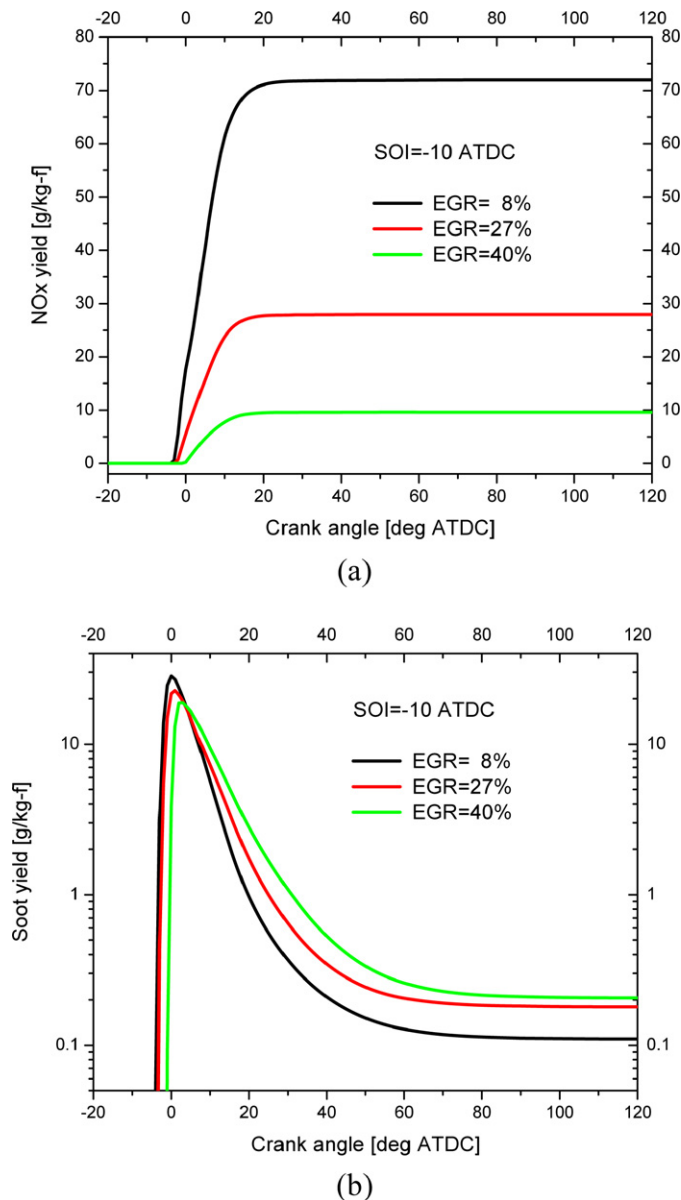 -20 0 20 40 60 80 100 120
80 80
70 70
60 60
50 50
40 40
30 30
20 20
10 10
0 0
NOx yield [g/kg-f]
SOI=-10 ATDC
EGR= 8%
EGR=27%
EGR=40%
-20 0 20 40 60 80 100 120
Crank angle [deg ATDC]
(a)
-20 0 20 40 60 80 100 120
10 10
1 1
0.1 0.1
Soot yield [g/kg-f]
SOI=-10 ATDC
EGR= 8%
EGR=27%
EGR=40%
-20 0 20 40 60 80 100 120
Crank angle [deg ATDC]
(b)